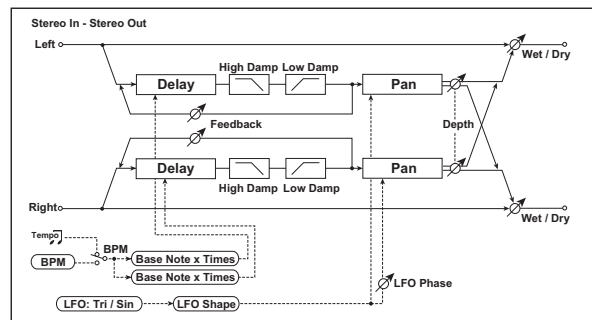 Stereo In - Stereo Out
Left
Wet / Dry
High Damp
Low Damp
Delay
Pan
Feedback
Depth
Delay
Pan
High Damp
Low Damp
Right
Wet / Dry
Tempo
BPM
BPM
Base Note x Times
Base Note x Times
LFO Phase
LFO: Tri / Sin
LFO Shape